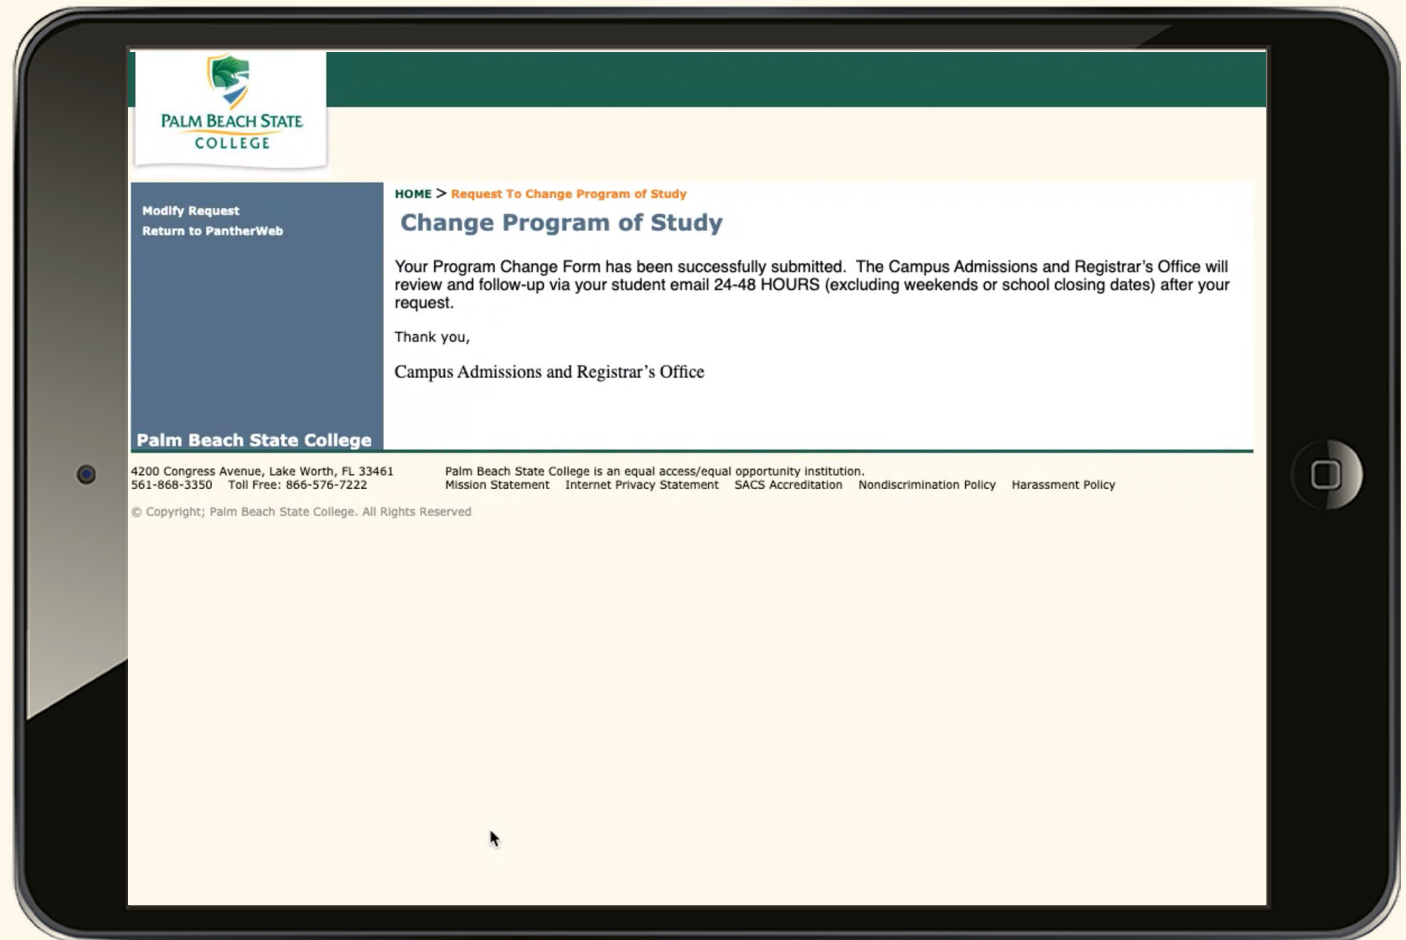 PALM BEACH STATE
COLLEGE
Modify Request
Return to PantherWeb
Palm Beach State College
HOME > Request To Change Program of Study
Change Program of Study
Your Program Change Form has been successfully submitted.  The Campus Admissions and Registrar’s Office will
review and follow-up via your student email 24-48 HOURS (excluding weekends or school closing dates) after your
request.
Thank you,
Campus Admissions and Registrar’s Office
4200 Congress Avenue, Lake Worth, FL 33461
561-868-3350 Toll Free: 866-576-7222
Palm Beach State College is an equal access/equal opportunity institution.
Mission Statement Internet Privacy Statement SACS Accreditation Nondiscrimination Policy Harassment Policy
© Copyright; Palm Beach State College. All Rights Reserved